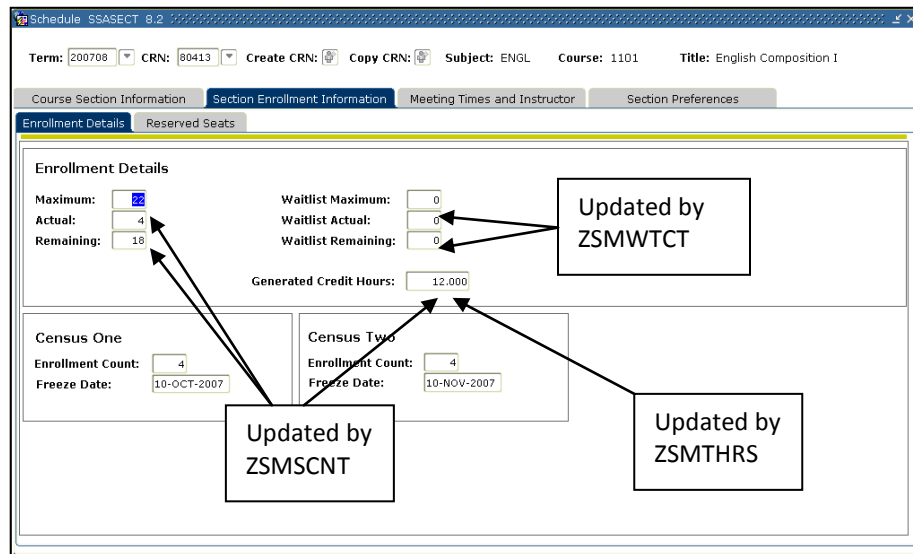 Schedule SSASECT 8.2
Term: 200708 CRN: 80413 Create CRN: Copy CRN: Subject: ENGL Course: 1101 Title: English Composition I
Course Section Information Section Enrollment Information Meeting Times and Instructor Section Preferences
Enrollment Details Reserved Seats
Enrollment Details
Maximum: 22 Waitlist Maximum: 0
Actual: 4 Waitlist Actual: 0
Remaining: 18 Waitlist Remaining: 0
Updated by
ZSMWTCT
Generated Credit Hours: 12.000
Census One Census Two
Enrollment Count: 4 Enrollment Count: 4
Freeze Date: 10-OCT-2007 Freeze Date: 10-NOV-2007
Updated by
ZSMSCNT
Updated by
ZSMTHRS